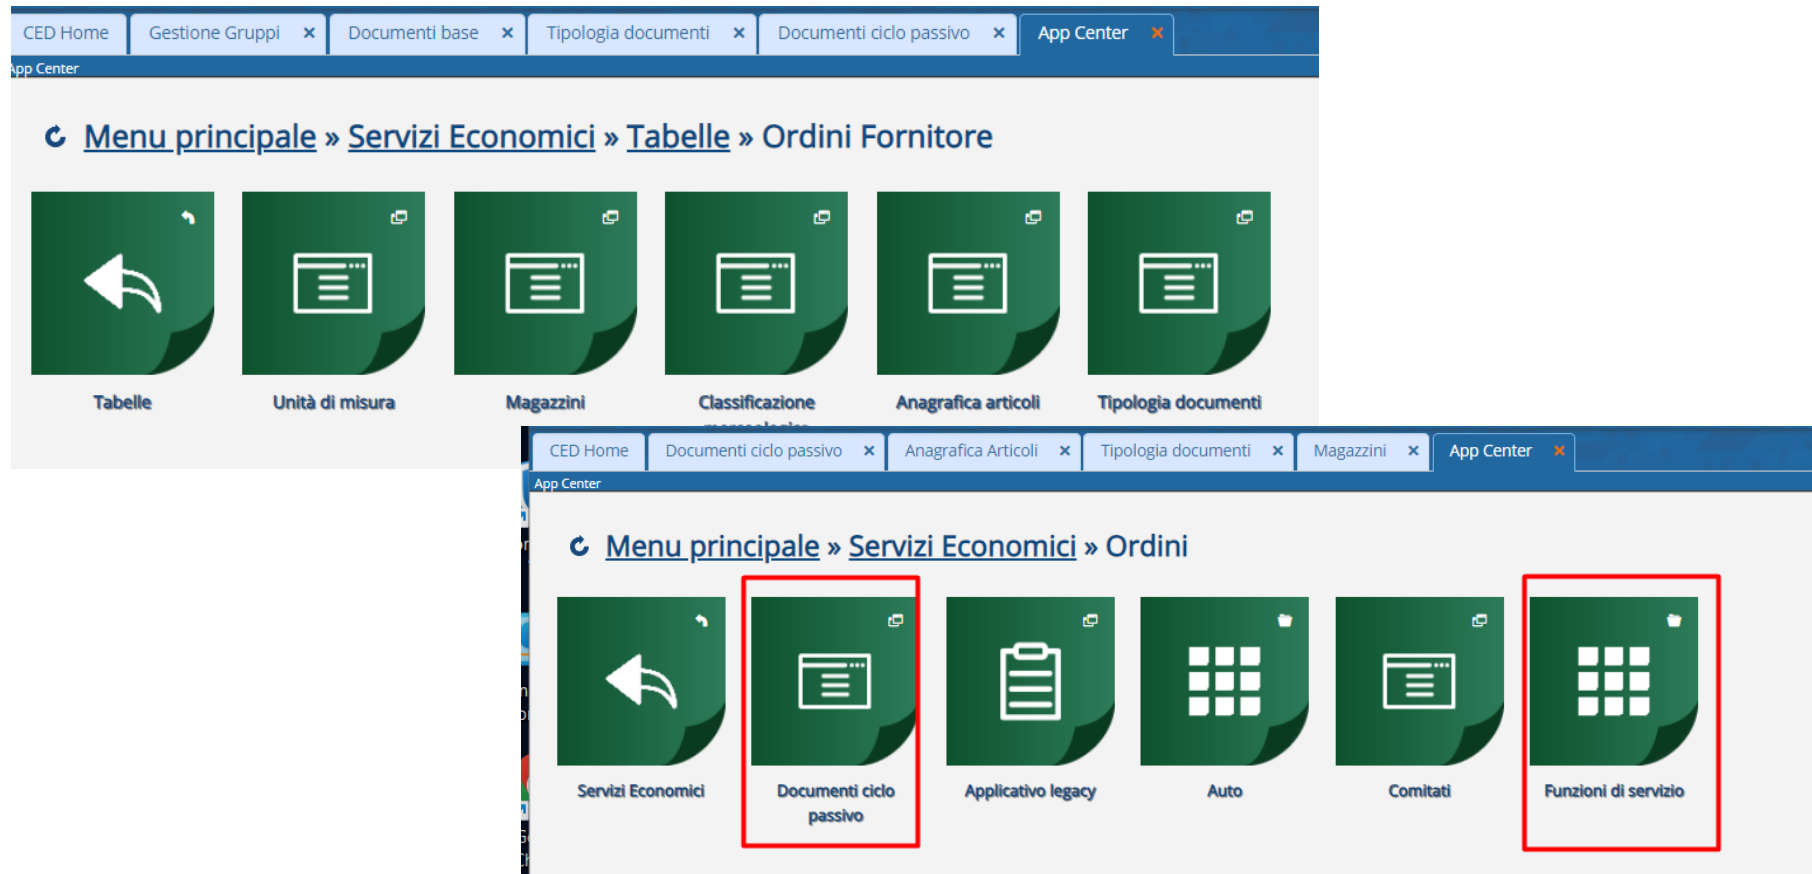 CED Home Gestione Gruppi × Documenti base × Tipologia documenti × Documenti ciclo passivo × App Center ×
App Center
Menu principale » Servizi Economici » Tabelle » Ordini Fornitore
Tabelle Unità di misura Magazzini Classificazione Anagrafica articoli Tipologia documenti
CED Home Documenti ciclo passivo × Anagrafica Articoli × Tipologia documenti × Magazzini × App Center ×
App Center
Menu principale » Servizi Economici » Ordini
Servizi Economici Documenti ciclo Applicativo legacy Auto Comitati Funzioni di servizio
passivo